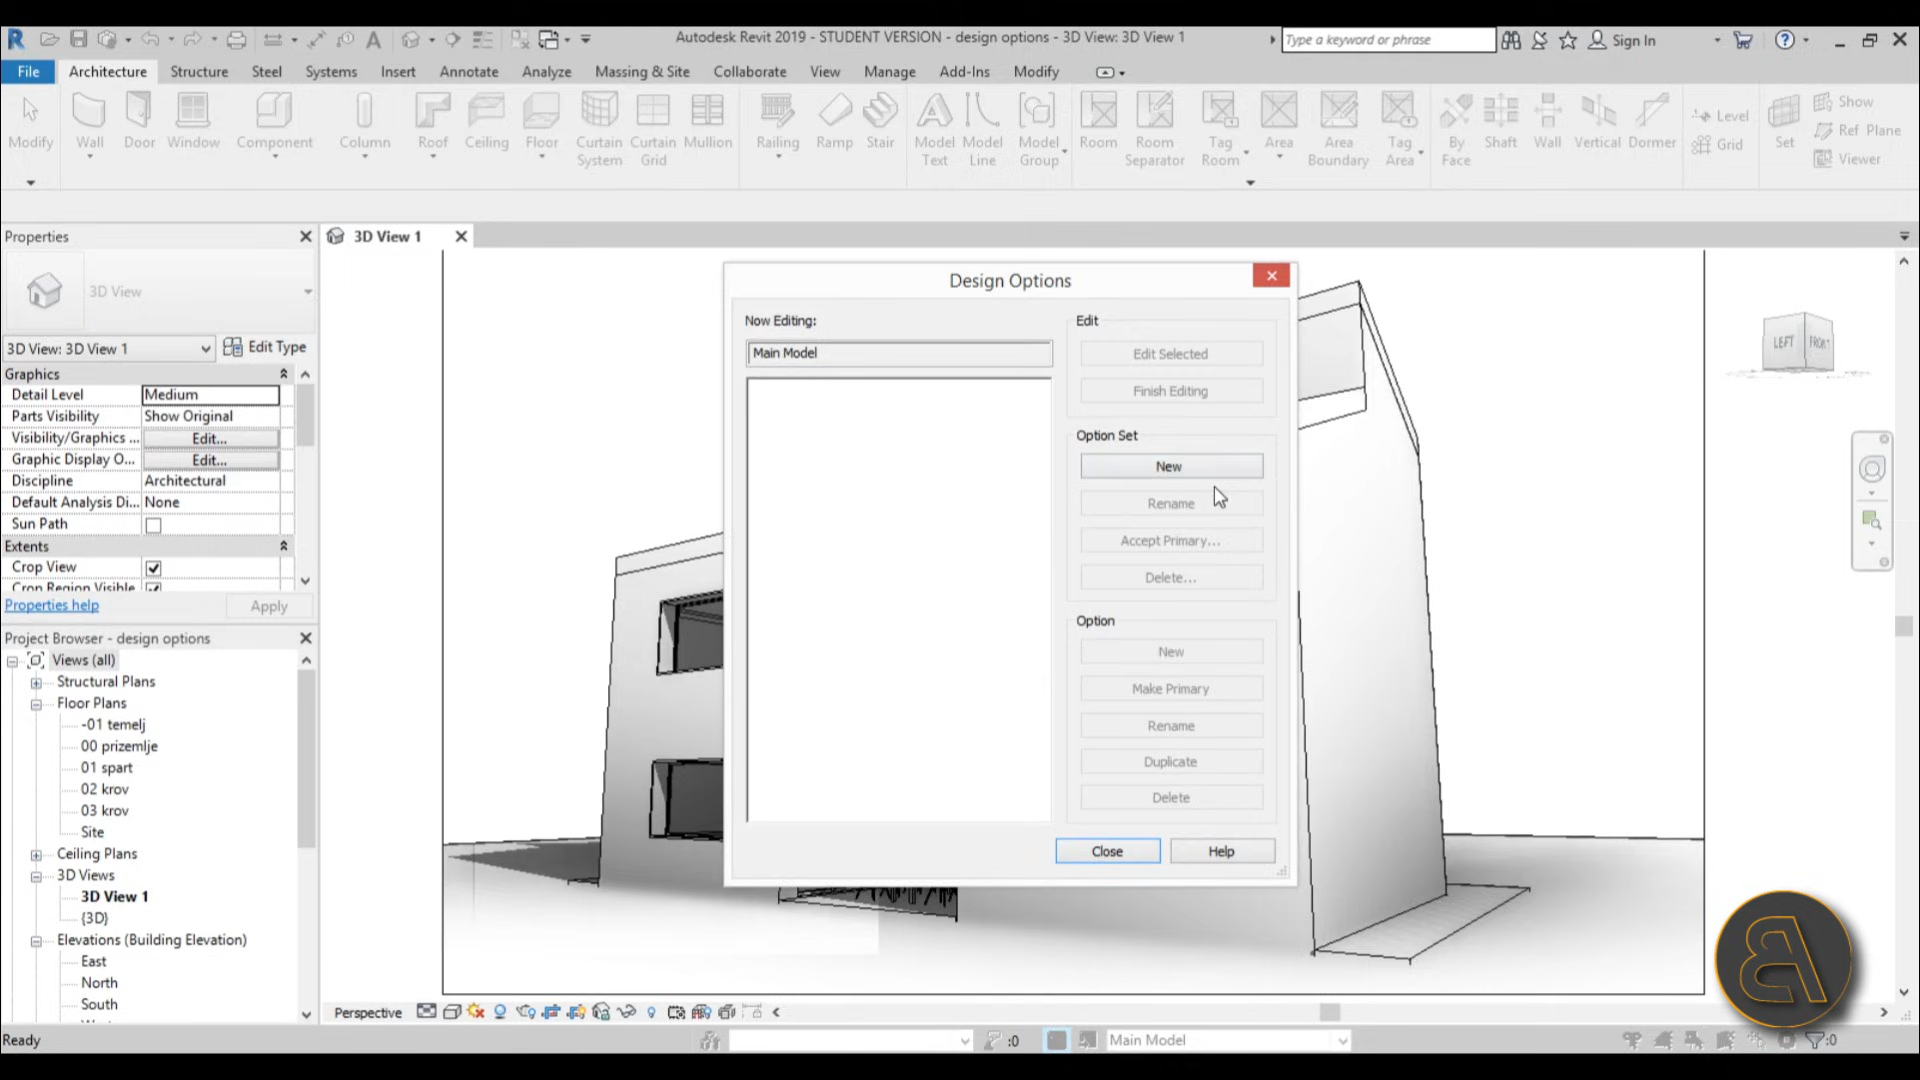 Autodesk Revit 2019 - STUDENT VERSION - design options - 3D View: 3D View 1
Type a keyword or phrase
Sign In
File Architecture Structure Steel Systems Insert Annotate Analyze Massing & Site Collaborate View Manage Add-Ins Modify
Modify
Wall
Door
Window
Component
Column
Roof
Ceiling
Floor
Curtain System
Curtain Grid
Mullion
Railing
Ramp
Stair
Model Text
Model Line
Model Group
Room
Room Separator
Tag Room
Area
Area Boundary
Tag Area
By Face
Shaft
Wall
Vertical
Dormer
Level
Grid
Set
Show
Ref Plane
Viewer
Properties
3D View 1
3D View
3D View: 3D View 1
Edit Type
Graphics
Detail Level Medium
Parts Visibility Show Original
Visibility/Graphics ... Edit...
Graphic Display O... Edit...
Discipline Architectural
Default Analysis Di... None
Sun Path
Extents
Crop View
Crop Region Visible
Properties help
Apply
Project Browser - design options
Views (all)
Structural Plans
Floor Plans
-01 temelj
00 prizemlje
01 spart
02 krov
03 krov
Site
Ceiling Plans
3D Views
3D View 1
{3D}
Elevations (Building Elevation)
East
North
South
Design Options
Now Editing:
Main Model
Edit
Edit Selected
Finish Editing
Option Set
New
Rename
Accept Primary...
Delete...
Option
New
Make Primary
Rename
Duplicate
Delete
Close
Help
LEFT
FRONT
Perspective
Ready
:0
Main Model
:0